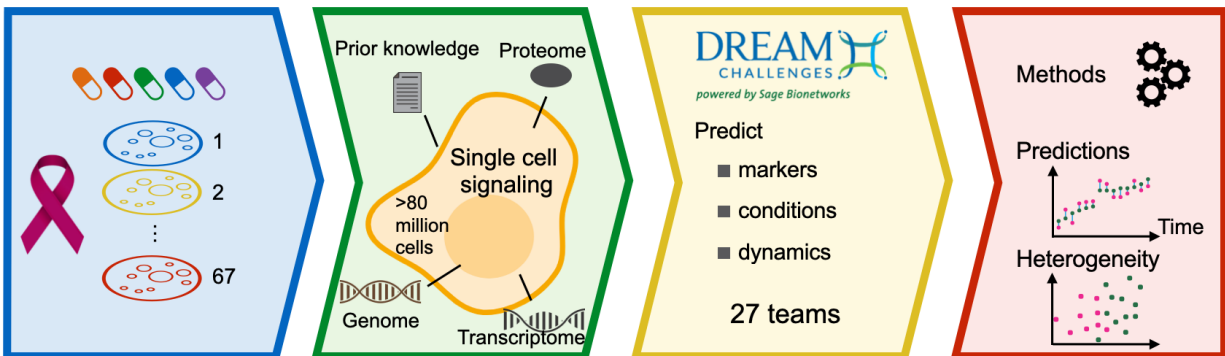 1
2
⋮
67
Prior knowledge
Proteome
Single cell
signaling
>80
million
cells
Genome
Transcriptome
DREAM
CHALLENGES
powered by Sage Bionetworks
Predict
markers
conditions
dynamics
27 teams
Methods
Predictions
Time
Heterogeneity